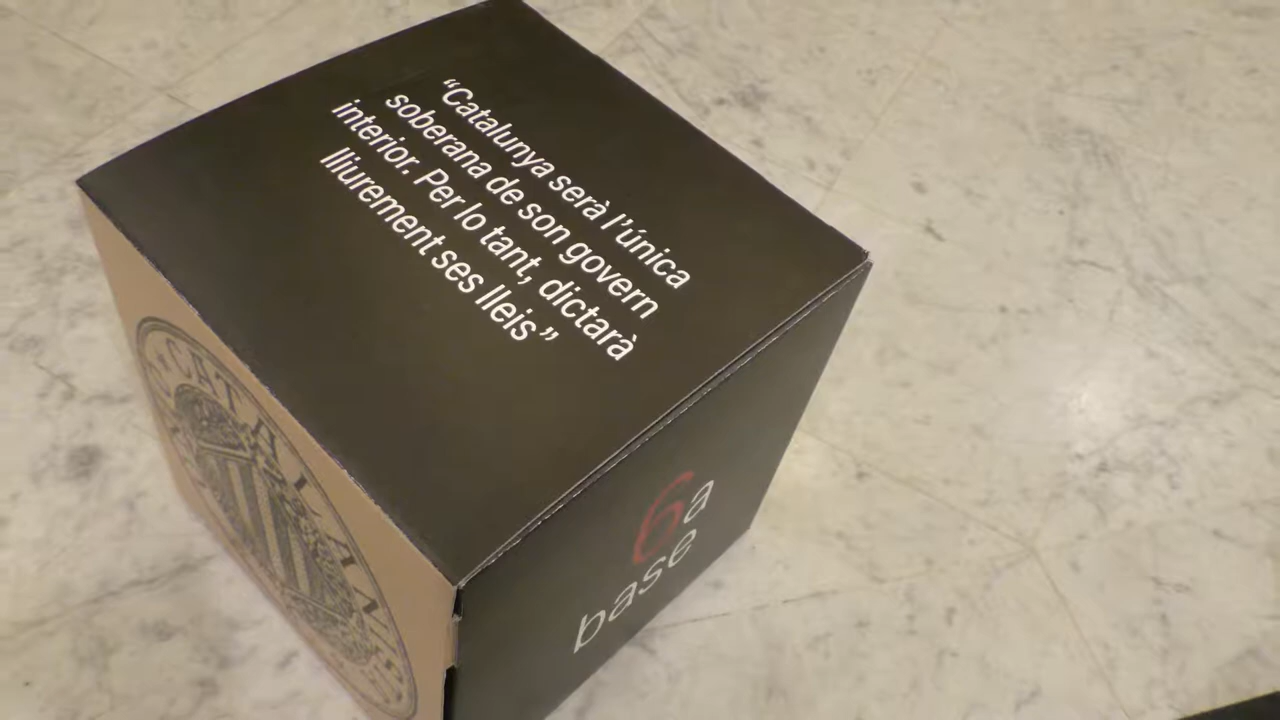 “Catalunya serà l’única
soberana de son govern
interior. Per lo tant, dictarà
lliurement ses lleis”
6a
base